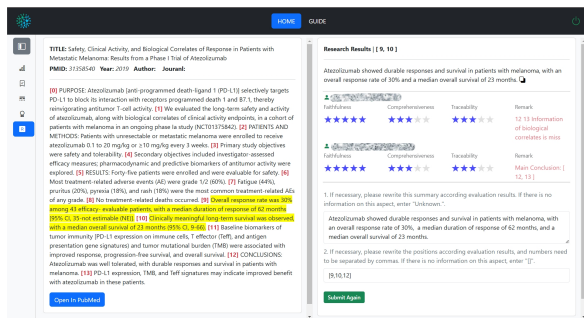 HOME GUIDE
TITLE: Safety, Clinical Activity, and Biological Correlates of Response in Patients with
Metastatic Melanoma: Results from a Phase I Trial of Atezolizumab
PMID: 31358540 Year: 2019 Author: Jouranl:
[0] PURPOSE: Atezolizumab [anti-programmed death-ligand 1 (PD-L1)] selectively targets
PD-L1 to block its interaction with receptors programmed death 1 and B7.1, thereby
reinvigorating antitumor T-cell activity. [1] We evaluated the long-term safety and activity
of atezolizumab, along with biological correlates of clinical activity endpoints, in a cohort of
patients with melanoma in an ongoing phase Ia study (NCT01375842). [2] PATIENTS AND
METHODS: Patients with unresectable or metastatic melanoma were enrolled to receive
atezolizumab 0.1 to 20 mg/kg or ≥10 mg/kg every 3 weeks. [3] Primary study objectives
were safety and tolerability. [4] Secondary objectives included investigator-assessed
efficacy measures; pharmacodynamic and predictive biomarkers of antitumor activity were
explored. [5] RESULTS: Forty-five patients were enrolled and were evaluable for safety. [6]
Most treatment-related adverse events (AE) were grade 1/2 (60%). [7] Fatigue (44%),
pruritus (20%), pyrexia (18%), and rash (18%) were the most common treatment-related AEs
of any grade. [8] No treatment-related deaths occurred. [9] Overall response rate was 30%
among 43 efficacy- evaluable patients, with a median duration of response of 62 months
[95% CI, 35-not estimable (NE)]. [10] Clinically meaningful long-term survival was observed,
with a median overall survival of 23 months (95% CI, 9-66). [11] Baseline biomarkers of
tumor immunity [PD-L1 expression on immune cells, T effector (Teff), and antigen
presentation gene signatures) and tumor mutational burden (TMB) were associated with
improved response, progression-free survival, and overall survival. [12] CONCLUSIONS:
Atezolizumab was well tolerated, with durable responses and survival in patients with
melanoma. [13] PD-L1 expression, TMB, and Teff signatures may indicate improved benefit
with atezolizumab in these patients.
Open In PubMed
Research Results | [ 9, 10 ]
Atezolizumab showed durable responses and survival in patients with melanoma, with an
overall response rate of 30% and a median overall survival of 23 months.
Faithfulness Comprehensiveness Traceability Remark
12 13 Information
of biological
correlates is miss
Faithfulness Comprehensiveness Traceability Remark
Main Conclusion: [
12, 13 ]
1. If necessary, please rewrite this summary according evaluation results. If there is no
information on this aspect, enter "Unknown.".
Atezolizumab showed durable responses and survival in patients with melanoma, with
an overall response rate of 30%, a median duration of response of 62 months, and a
median overall survival of 23 months.
2. If necessary, please rewrite the positions according evaluation results, and numbers need
to be separated by commas. If there is no information on this aspect, enter "[]".
[9,10,12]
Submit Again